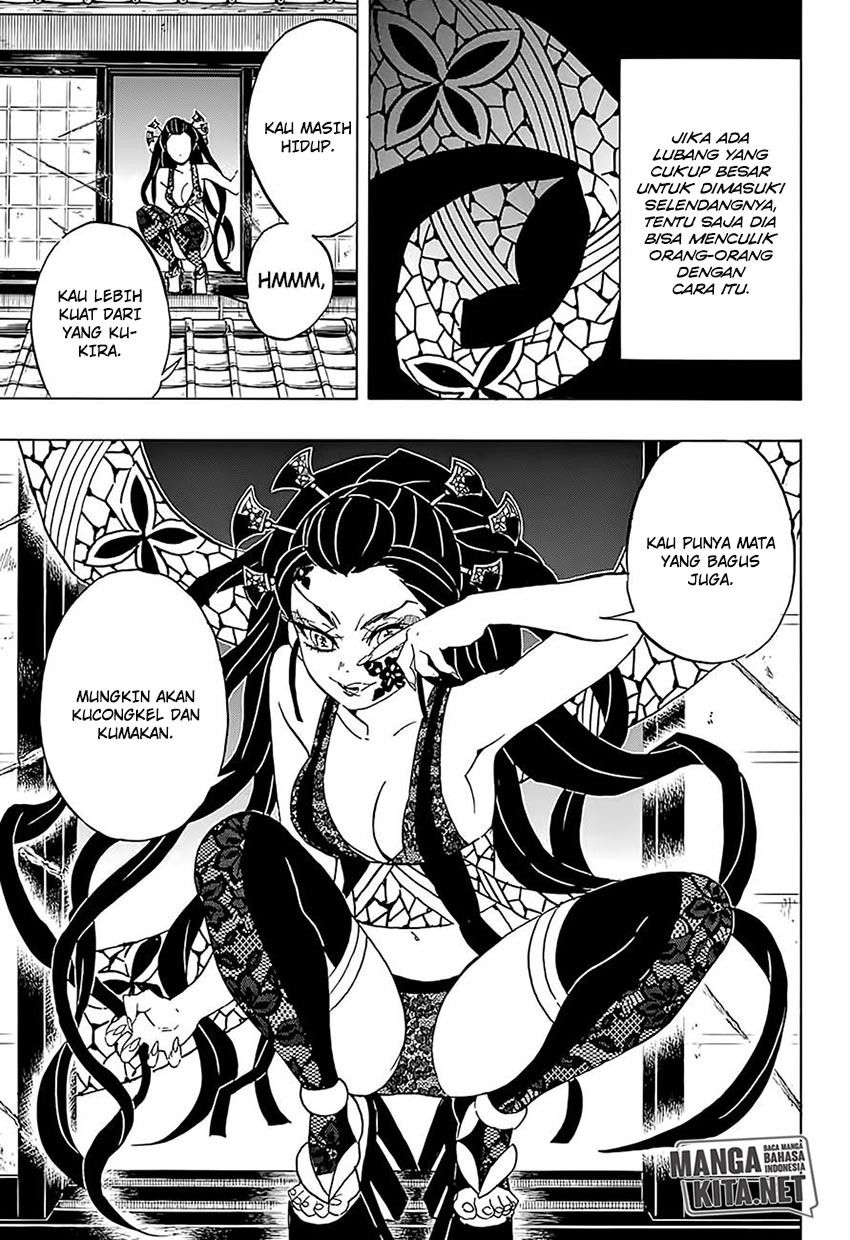 JIKA ADA
LUBANG YANG
CUKUP BESAR
UNTUK DIMASUKI
SELENDANGNYA,
TENTU SAJA DIA
BISA MENCULIK
ORANG-ORANG
DENGAN
CARA ITU.
KAU MASIH
HIDUP.
HMMM,
KAU LEBIH
KUAT DARI
YANG KU-
KIRA.
KAU PUNYA MATA
YANG BAGUS
JUGA.
MUNGKIN AKAN
KUCONGKEL DAN
KUMAKAN.
MANGA
BACA MANGA
BAHASA
INDONESIA
KITA.NET